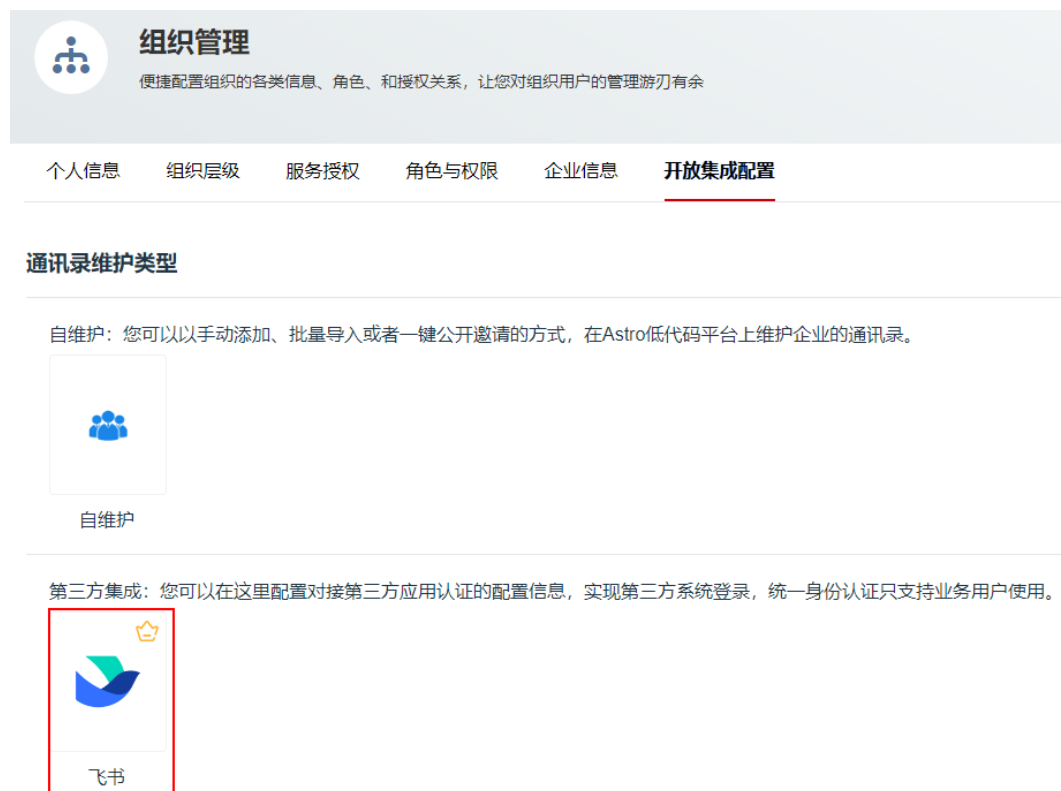 组织管理
便捷配置组织的各类信息、角色、和授权关系，让您对组织用户的管理游刃有余
个人信息 组织层级 服务授权 角色与权限 企业信息 开放集成配置
通讯录维护类型
自维护：您可以以手动添加、批量导入或者一键公开邀请的方式，在Astro低代码平台上维护企业的通讯录。
自维护
第三方集成：您可以在这里配置对接第三方应用认证的配置信息，实现第三方系统登录，统一身份认证只支持业务用户使用。
飞书